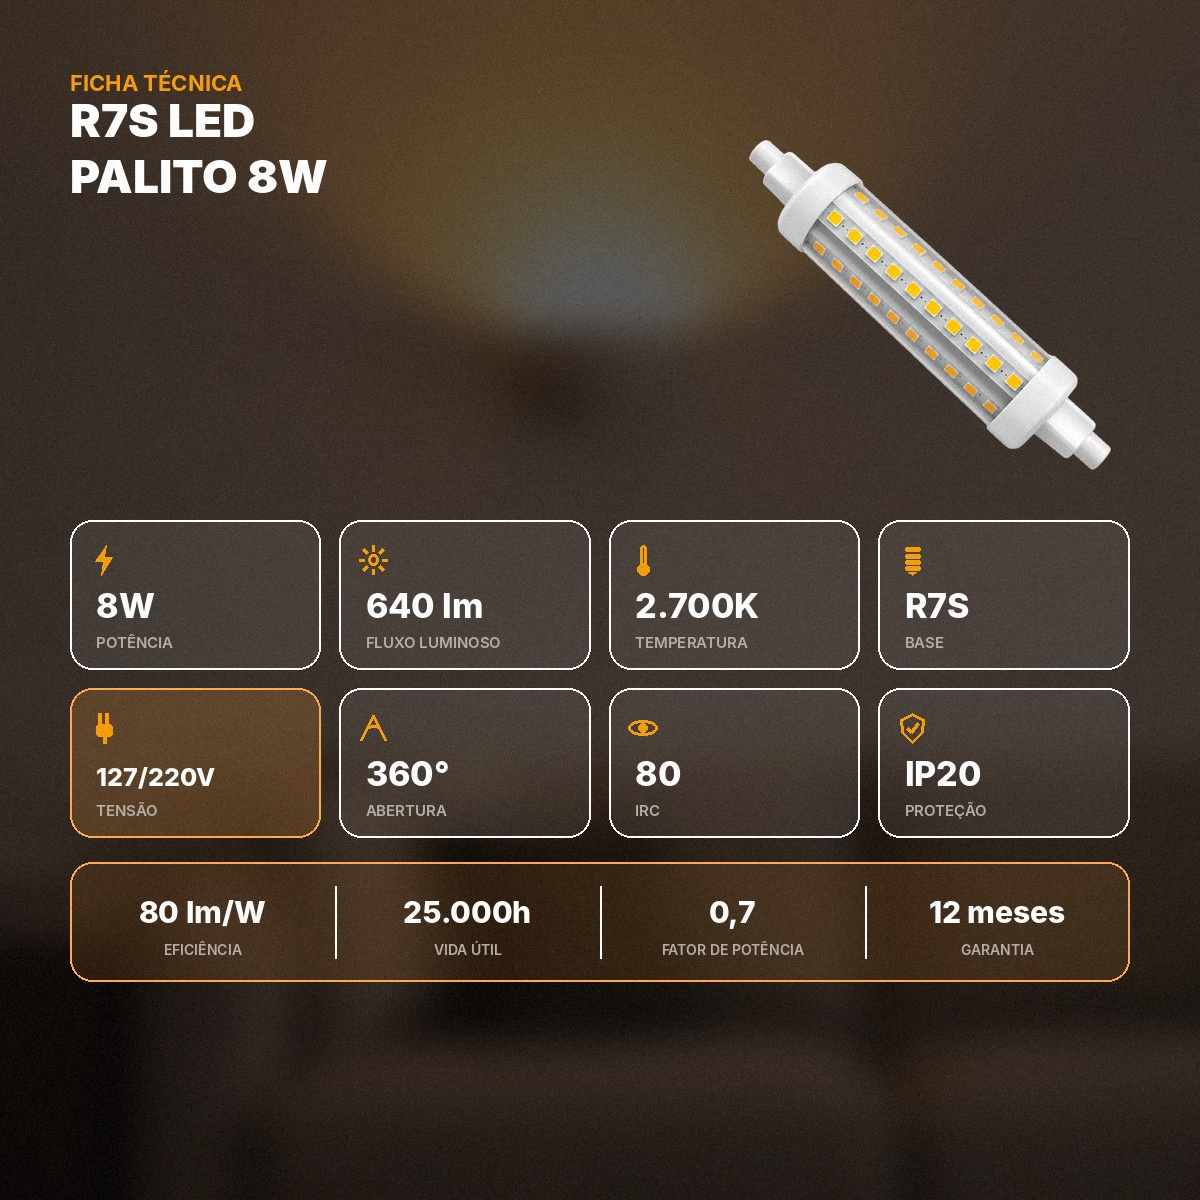 FICHA TÉCNICA
R7S LED
PALITO 8W
8W
POTÊNCIA
640 lm
FLUXO LUMINOSO
2.700K
TEMPERATURA
R7S
BASE
127/220V
TENSÃO
360°
ABERTURA
80
IRC
IP20
PROTEÇÃO
80 lm/W
EFICIÊNCIA
25.000h
VIDA ÚTIL
0,7
FATOR DE POTÊNCIA
12 meses
GARANTIA